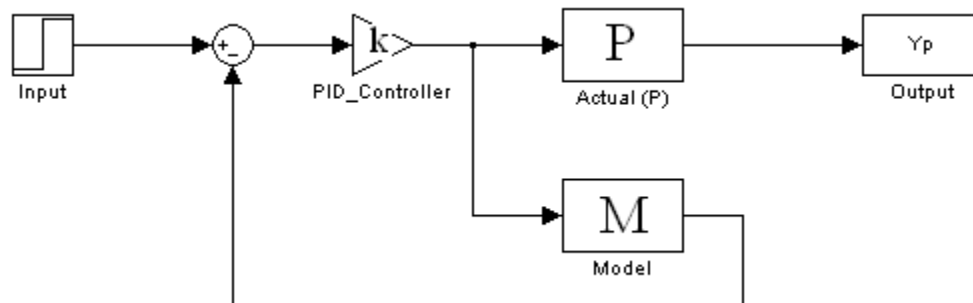 Input
+
−
k
PID_Controller
P
Actual (P)
Yp
Output
M
Model